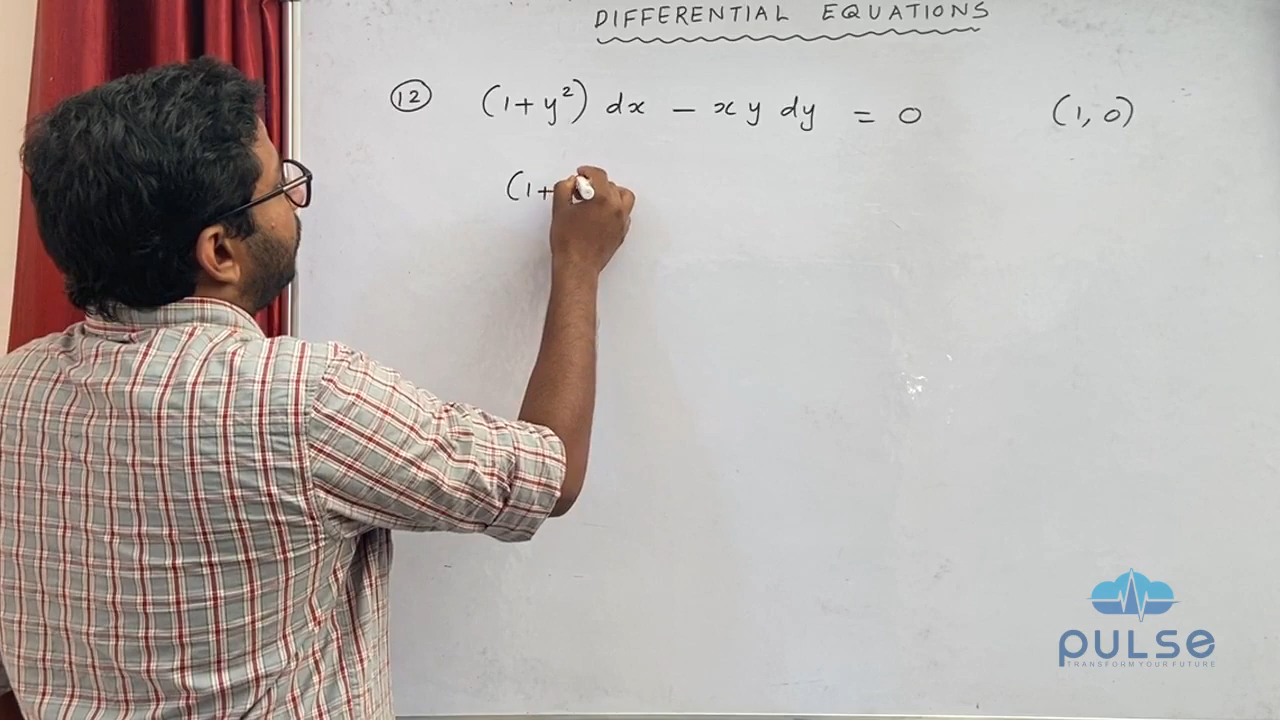 DIFFERENTIAL EQUATIONS
12 (1+y²) dx − xy dy = 0 (1, 0)
(1+
PULSE
TRANSFORM YOUR FUTURE